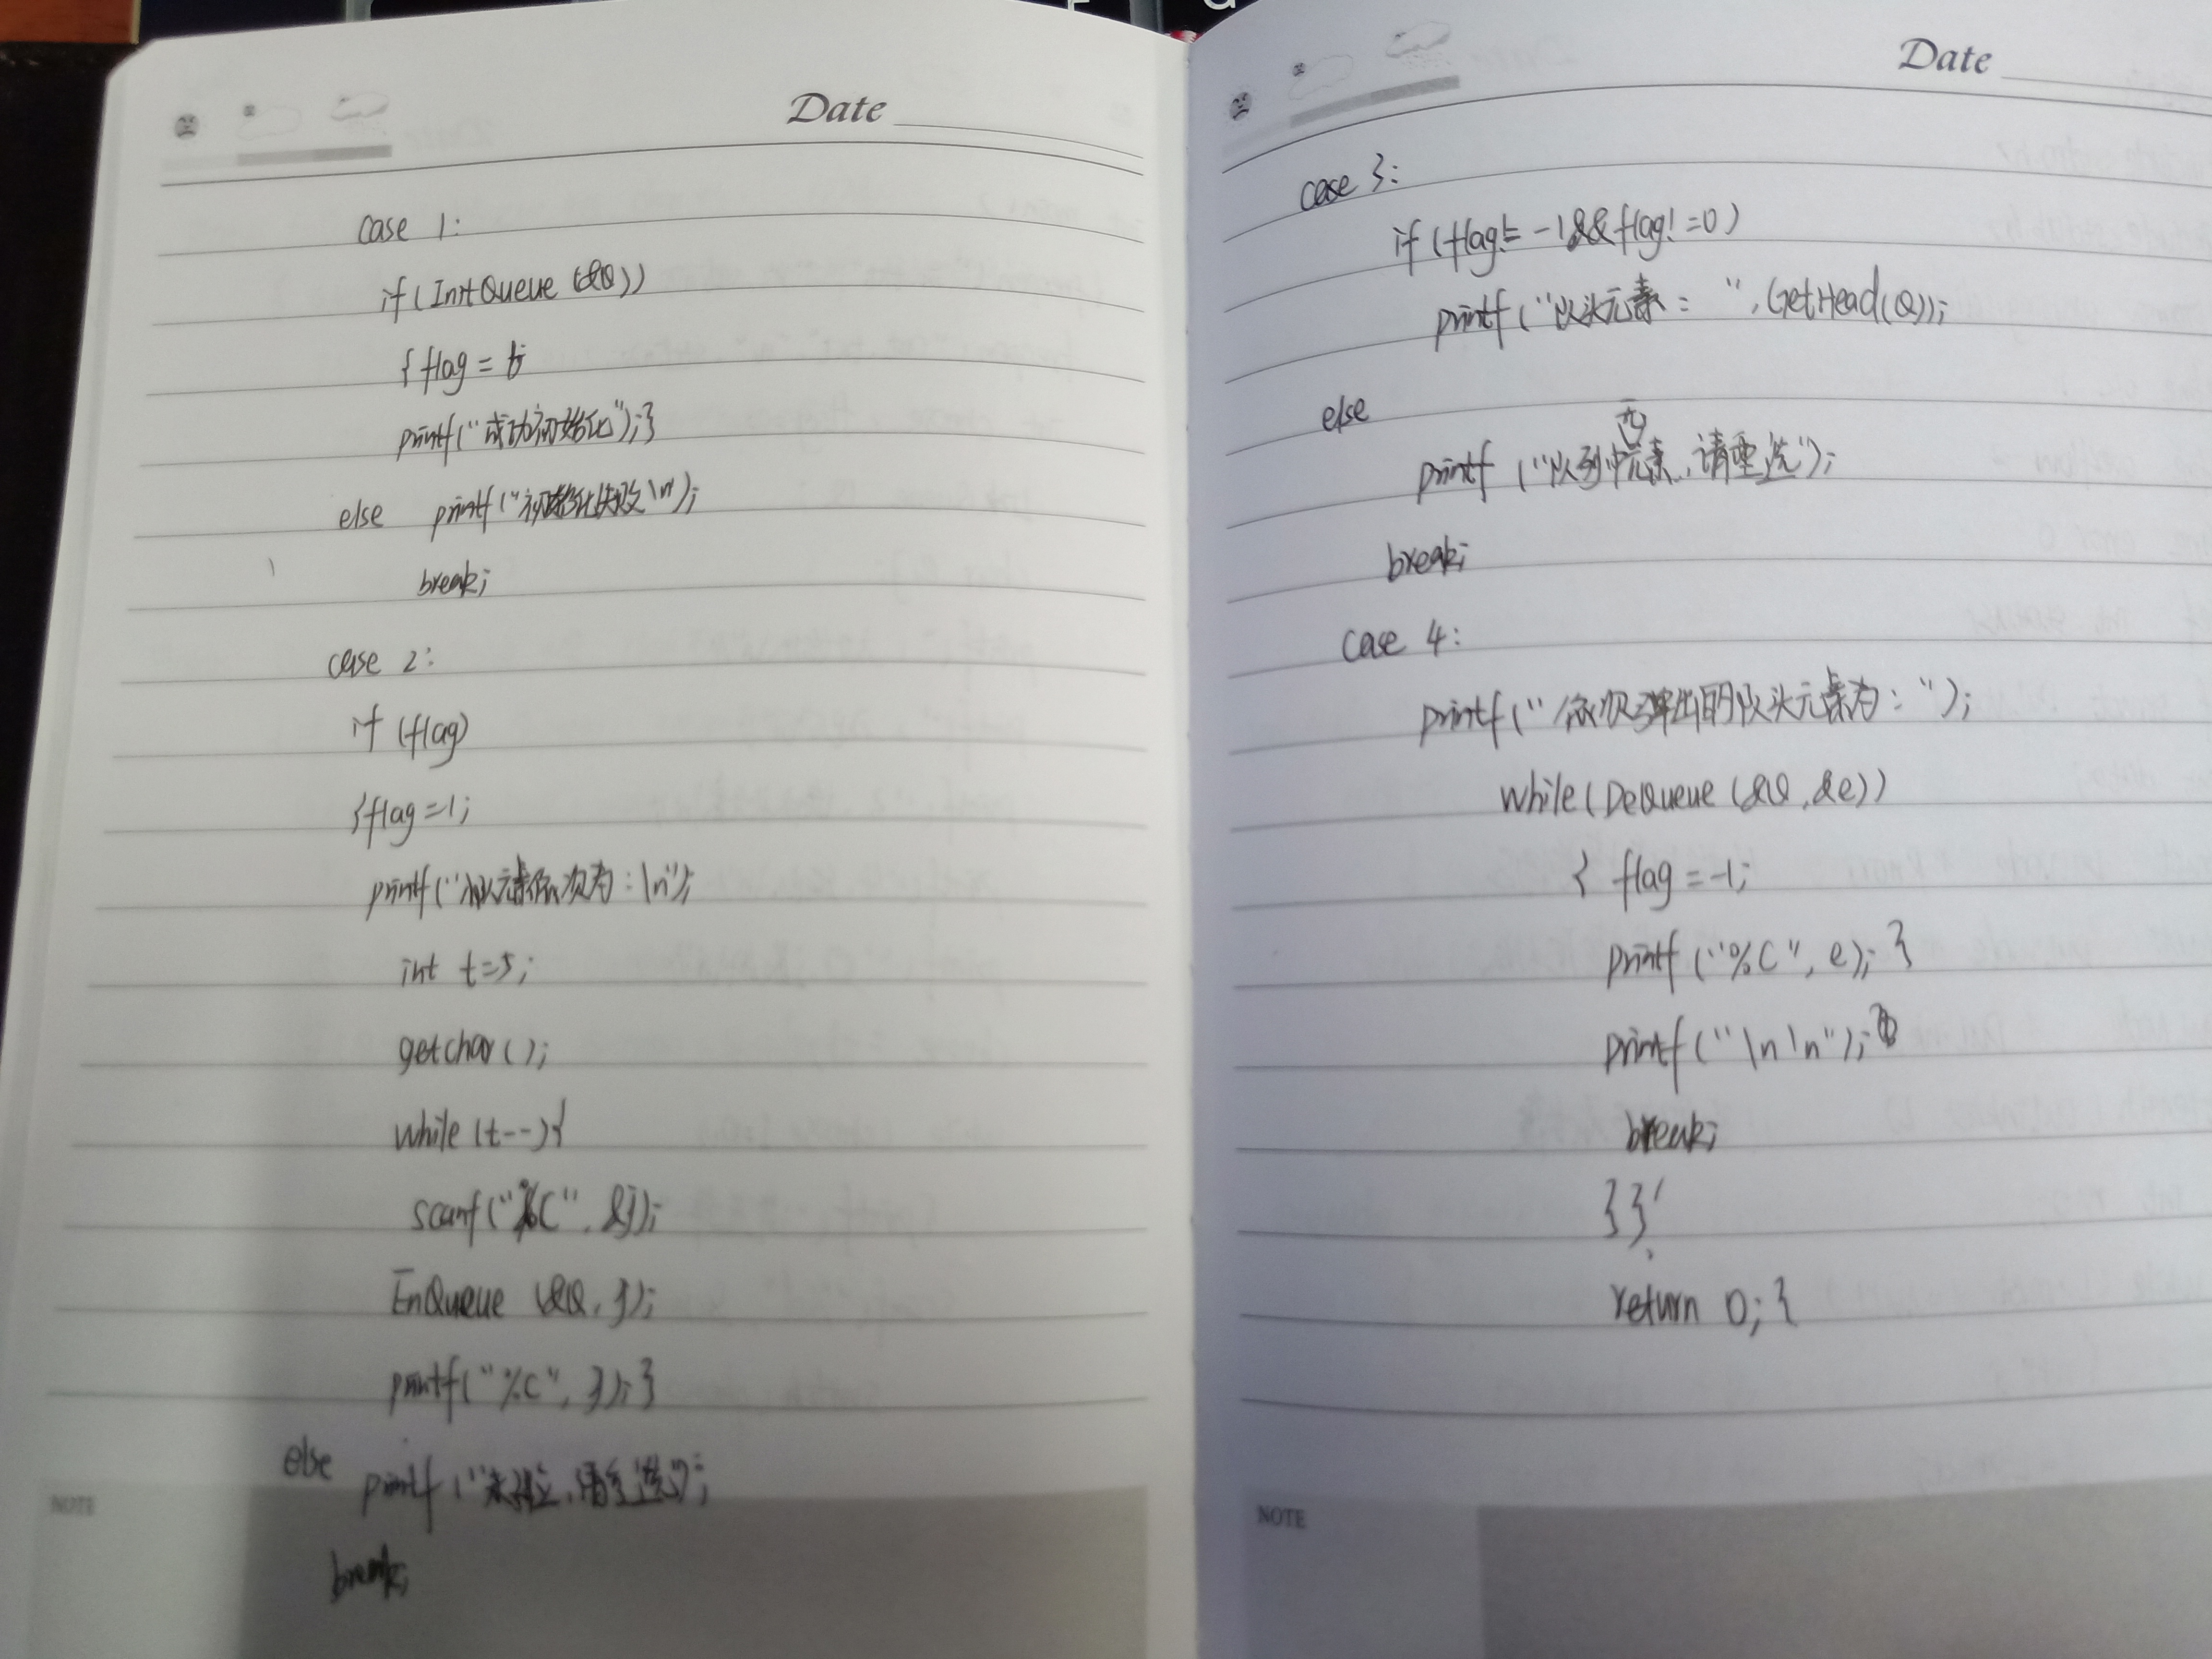 Date
case 1:
if(InitQueue (&Q))
{ flag =
printf("成功初始化");}
else printf("初始化失败\n");
break;
case 2:
if (flag)
{flag=1;
printf("入队元素依次为:\n");
int t=5;
getchar();
while (t--){
scanf("%c", &j);
EnQueue (&Q, j);
printf("%c", j);}
else printf("未建立,请重选");
break;
NOTE
Date
case 3:
if (flag!= -1&&flag! =0)
printf("队头元素: ",GetHead(Q));
else
printf ("队列中无元素,请重选");
break;
case 4:
printf("依次弹出的队头元素为: ");
while(DeQueue (&Q,&e))
{ flag=-1;
printf ("%c", e); }
printf ("\n\n");
break;
}}
return 0; {
NOTE